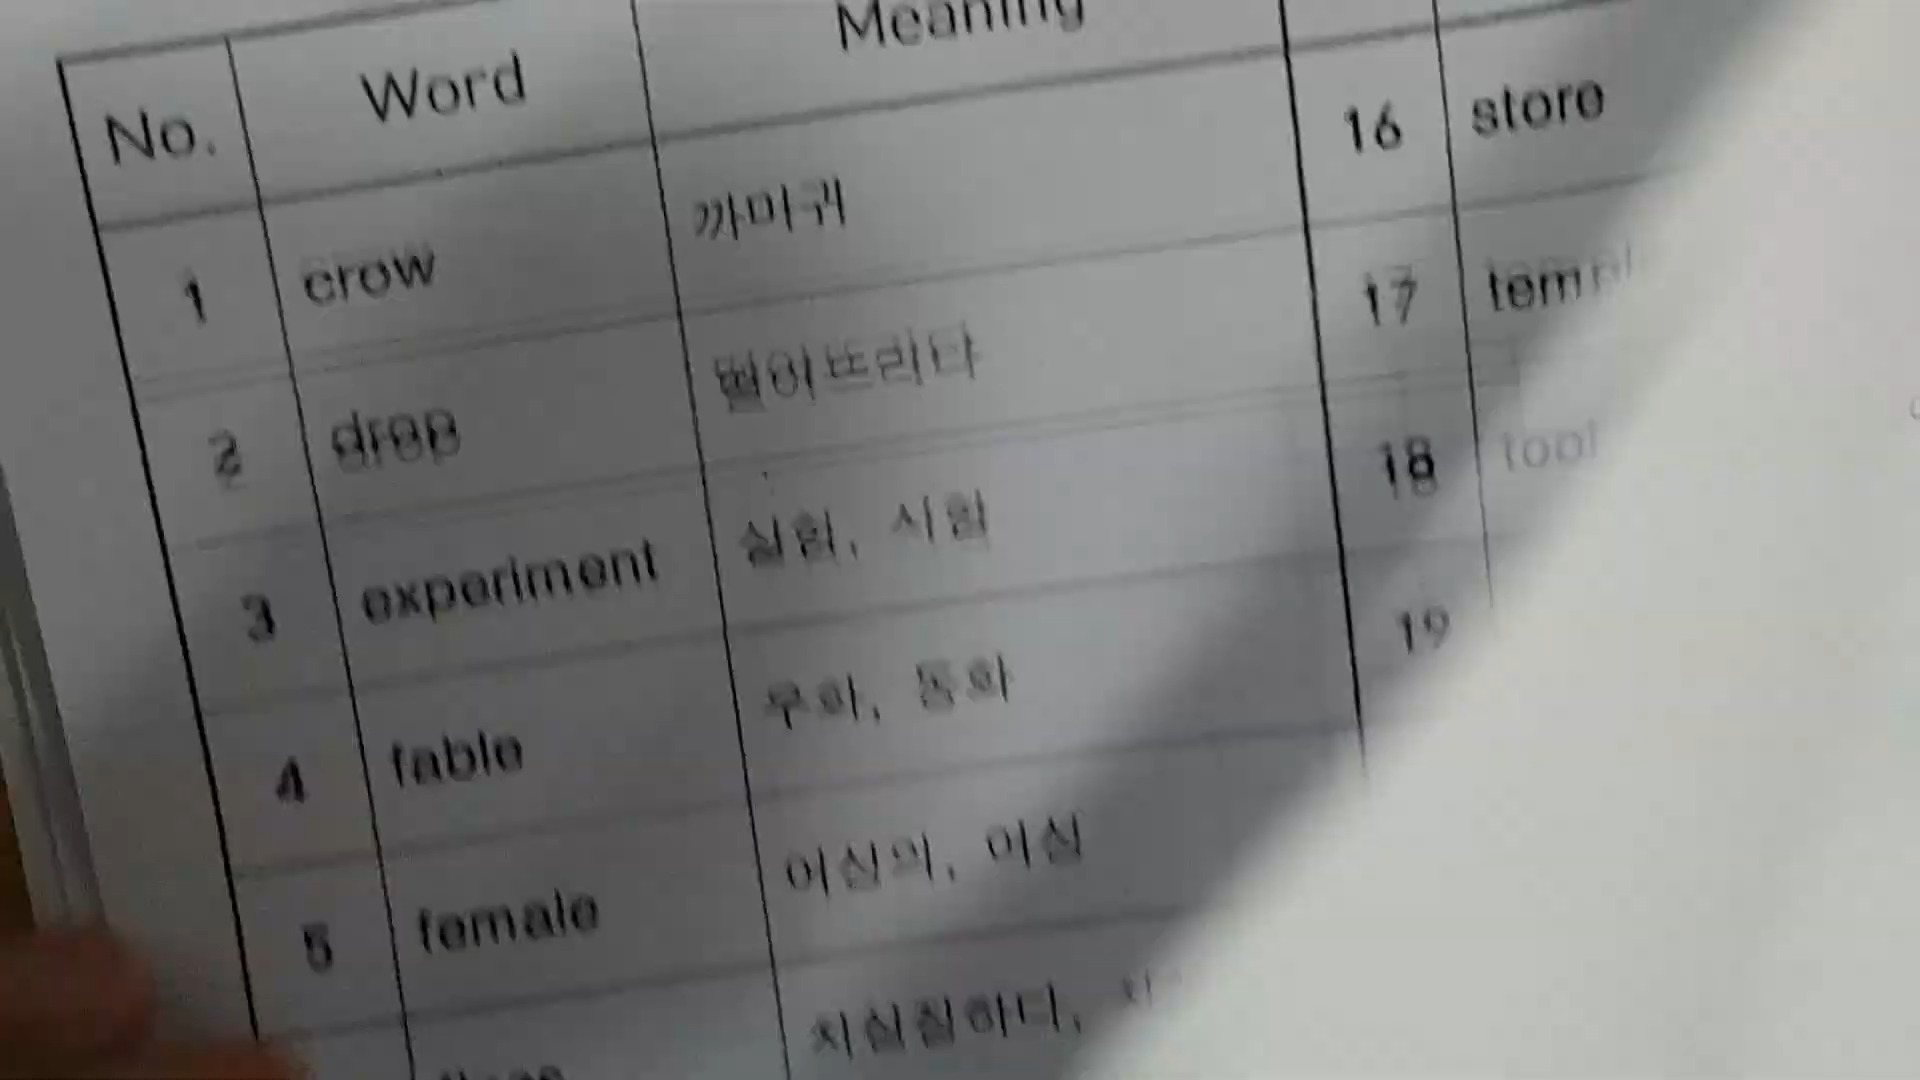 No. Word Meaning
1 crow 까마귀
2 drop 떨어뜨리다
3 experiment 실험, 시험
4 fable 우화, 동화
5 female 여성의, 여성
16 store
17
18 tool
19